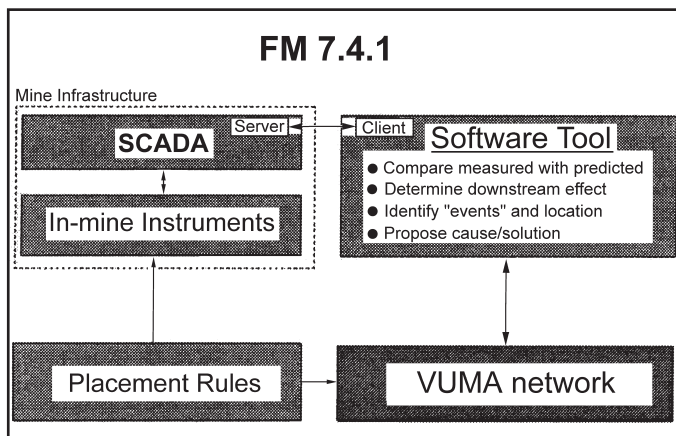 FM 7.4.1
Mine Infrastructure
Server
SCADA
In-mine Instruments
Client
Software Tool
● Compare measured with predicted
● Determine downstream effect
● Identify "events" and location
● Propose cause/solution
Placement Rules
VUMA network